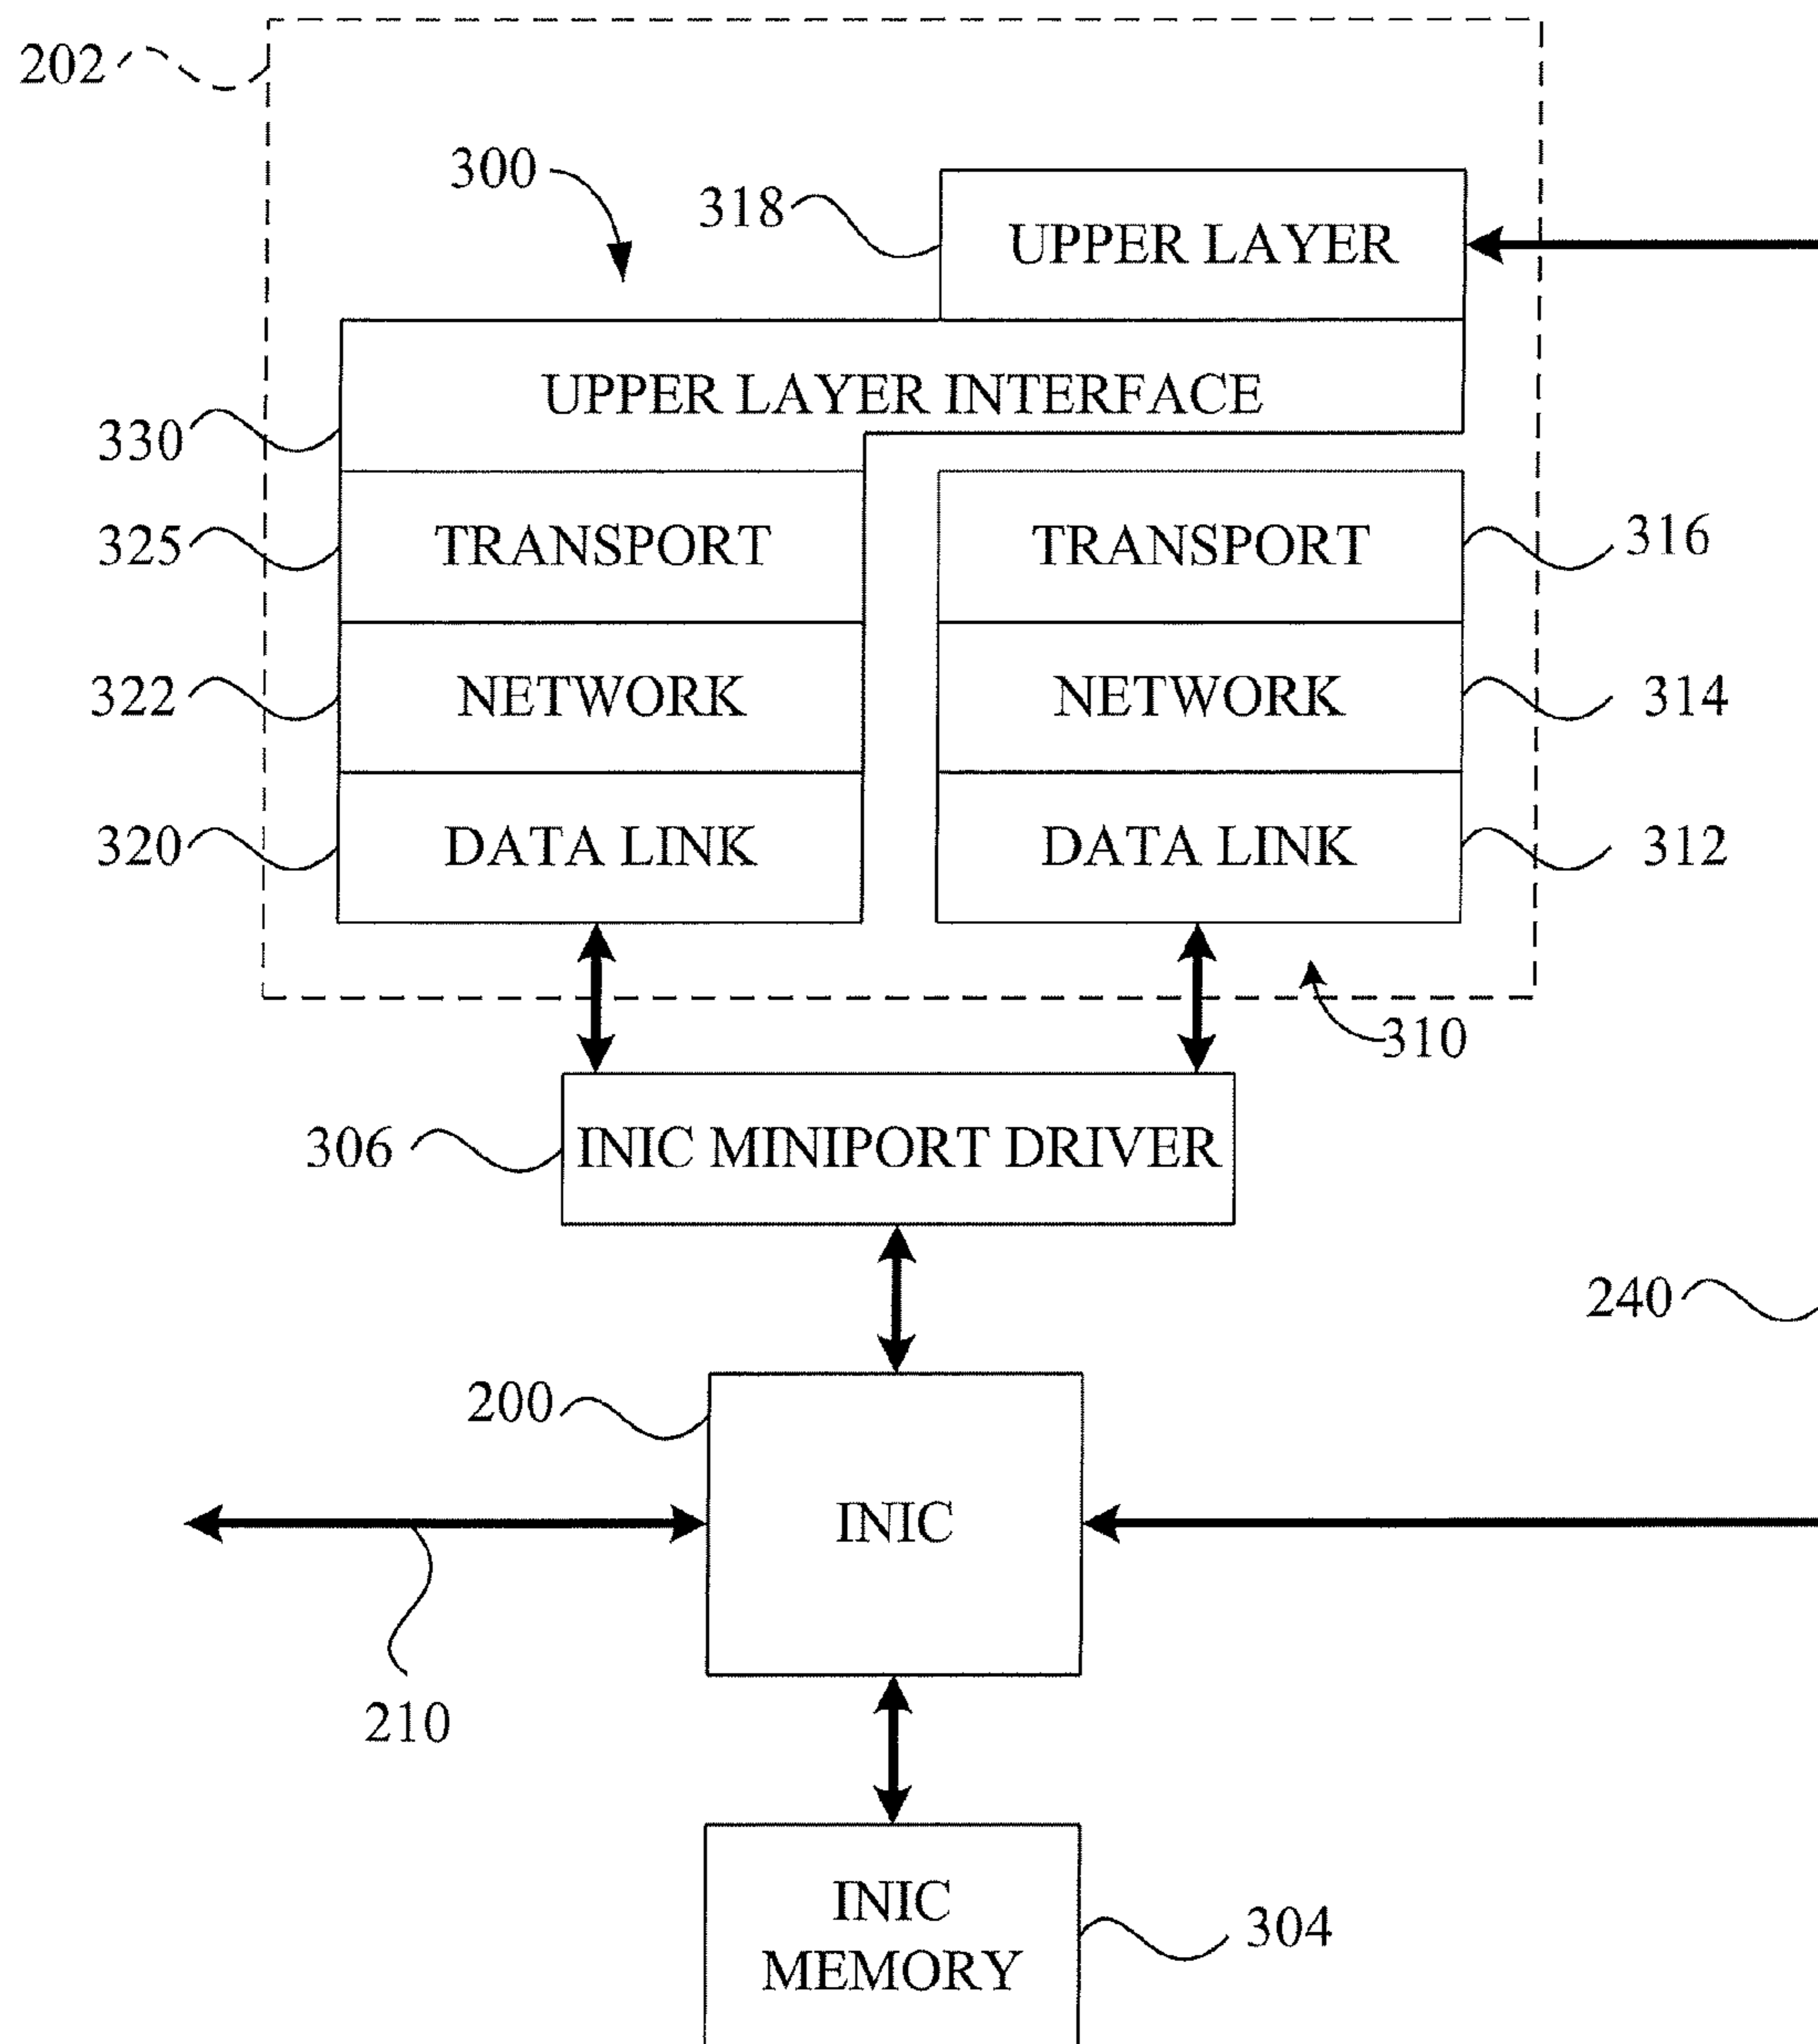 202
300
318
UPPER LAYER
UPPER LAYER INTERFACE
330
325
TRANSPORT
TRANSPORT
316
322
NETWORK
NETWORK
314
320
DATA LINK
DATA LINK
312
310
306
INIC MINIPORT DRIVER
240
200
INIC
210
INIC
MEMORY
304